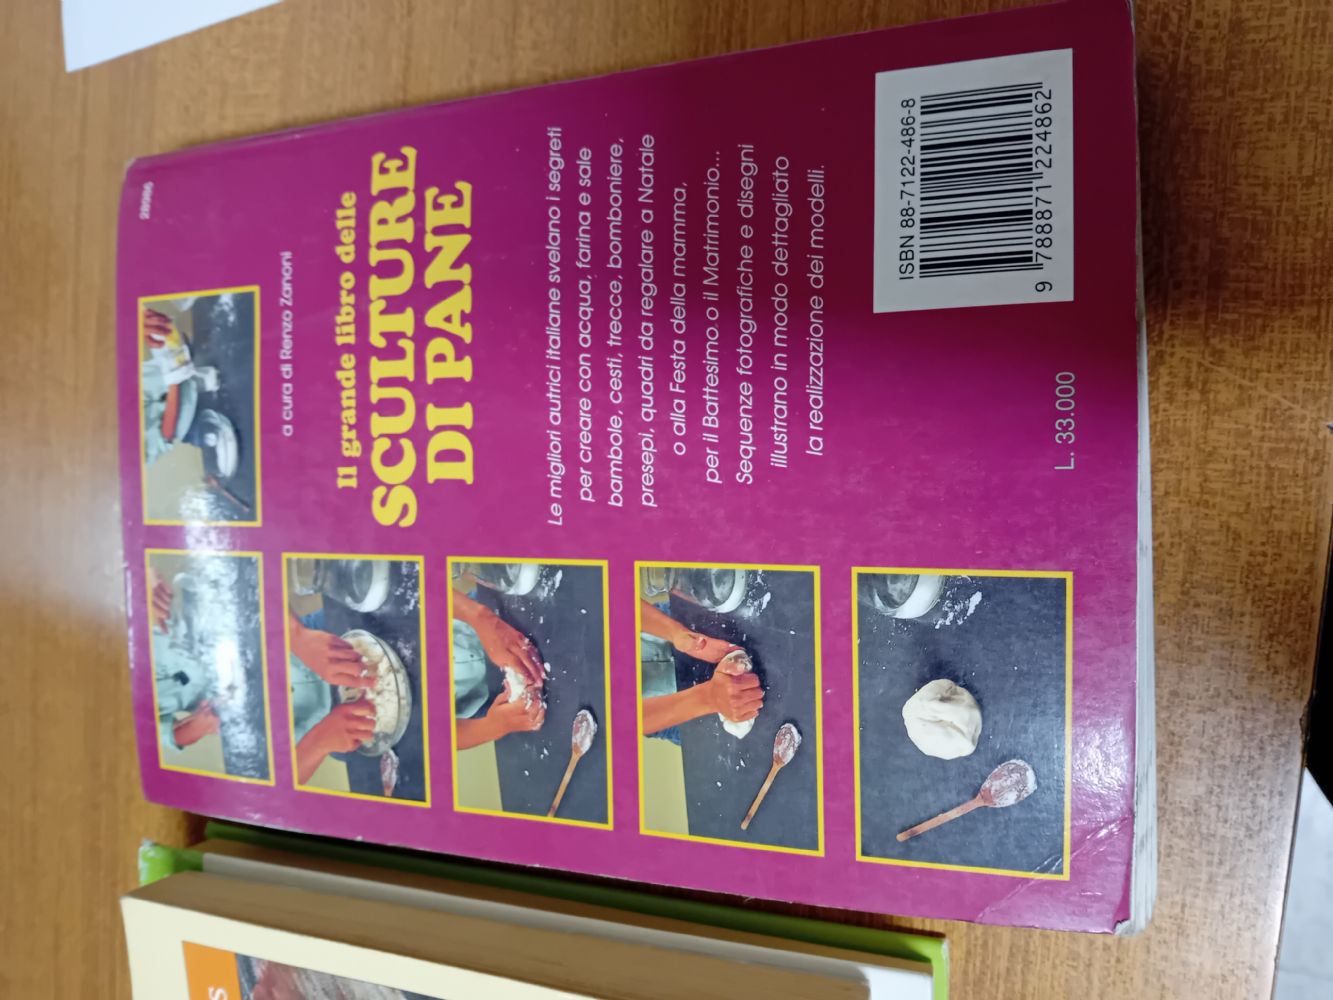 28986
a cura di Renzo Zanoni
Il grande libro delle
SCULTURE
DI PANE
Le migliori autrici italiane svelano i segreti
per creare con acqua, farina e sale
bambole, cesti, trecce, bomboniere,
presepi, quadri da regalare a Natale
o alla Festa della mamma,
per il Battesimo o il Matrimonio...
Sequenze fotografiche e disegni
illustrano in modo dettagliato
la realizzazione dei modelli.
L. 33.000
ISBN 88-7122-486-8
9 788871 224862